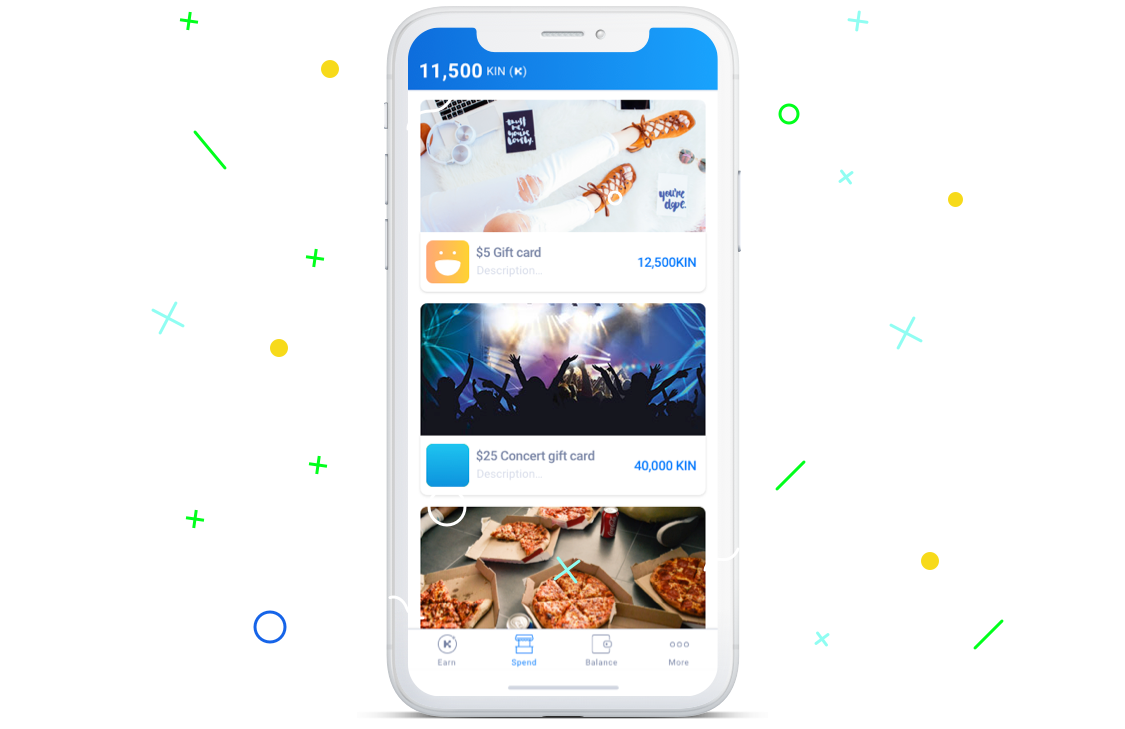 11,500 KIN (K)
you're
dope.
$5 Gift card
Description..
12,500KIN
$25 Concert gift card
Description..
40,000 KIN
Earn
Spend
Balance
More